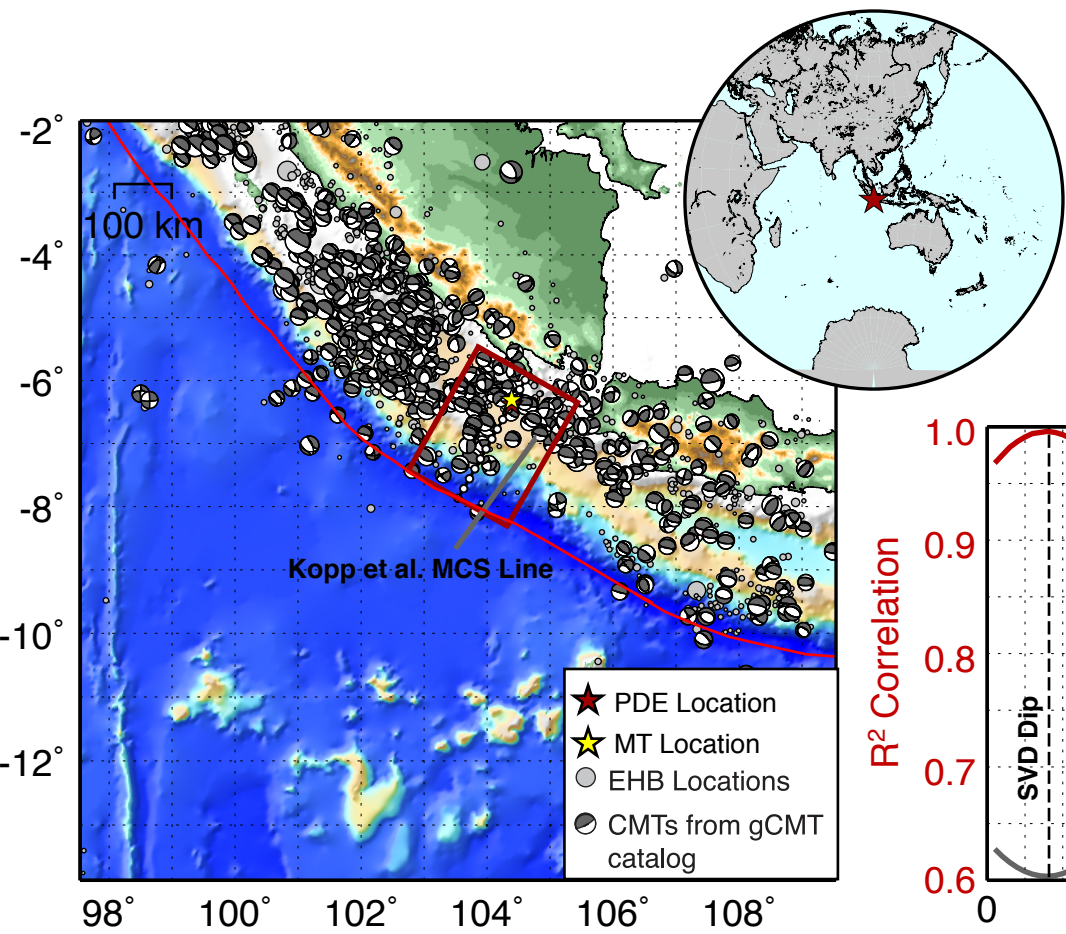 -2°
-4°
-6°
-8°
-10°
-12°
100 km
Kopp et al. MCS Line
PDE Location
MT Location
EHB Locations
CMTs from gCMT
catalog
98° 100° 102° 104° 106° 108°
1.0
0.9
0.8
0.7
0.6
R² Correlation
SVD Dip
0